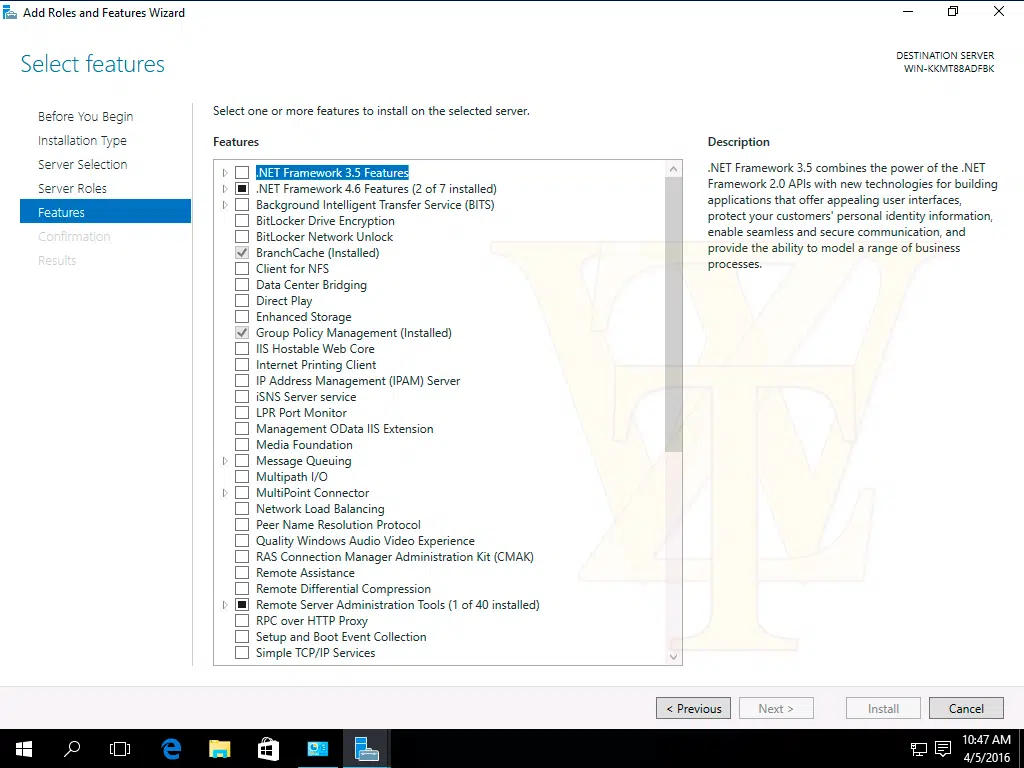 Add Roles and Features Wizard
Select features
DESTINATION SERVER
WIN-KKMT88ADFBK
Before You Begin
Installation Type
Server Selection
Server Roles
Features
Confirmation
Results
Select one or more features to install on the selected server.
Features
.NET Framework 3.5 Features
.NET Framework 4.6 Features (2 of 7 installed)
Background Intelligent Transfer Service (BITS)
BitLocker Drive Encryption
BitLocker Network Unlock
BranchCache (Installed)
Client for NFS
Data Center Bridging
Direct Play
Enhanced Storage
Group Policy Management (Installed)
IIS Hostable Web Core
Internet Printing Client
IP Address Management (IPAM) Server
iSNS Server service
LPR Port Monitor
Management OData IIS Extension
Media Foundation
Message Queuing
Multipath I/O
MultiPoint Connector
Network Load Balancing
Peer Name Resolution Protocol
Quality Windows Audio Video Experience
RAS Connection Manager Administration Kit (CMAK)
Remote Assistance
Remote Differential Compression
Remote Server Administration Tools (1 of 40 installed)
RPC over HTTP Proxy
Setup and Boot Event Collection
Simple TCP/IP Services
Description
.NET Framework 3.5 combines the power of the .NET
Framework 2.0 APIs with new technologies for building
applications that offer appealing user interfaces,
protect your customers' personal identity information,
enable seamless and secure communication, and
provide the ability to model a range of business
processes.
< Previous
Next >
Install
Cancel
10:47 AM
4/5/2016